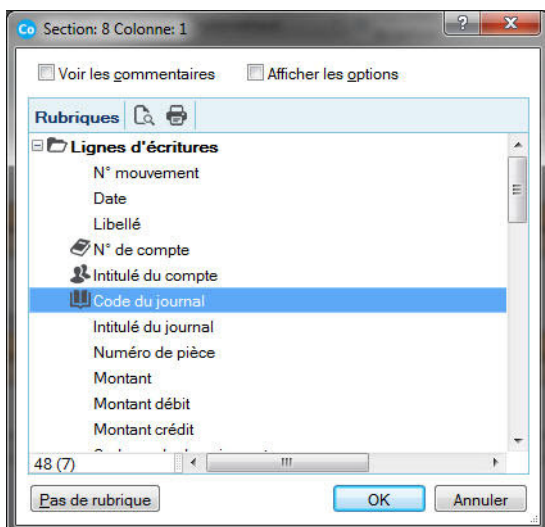 Co Section: 8 Colonne: 1
Voir les commentaires Afficher les options
Rubriques
Lignes d'écritures
N° mouvement
Date
Libellé
N° de compte
Intitulé du compte
Code du journal
Intitulé du journal
Numéro de pièce
Montant
Montant débit
Montant crédit
48 (7)
Pas de rubrique OK Annuler